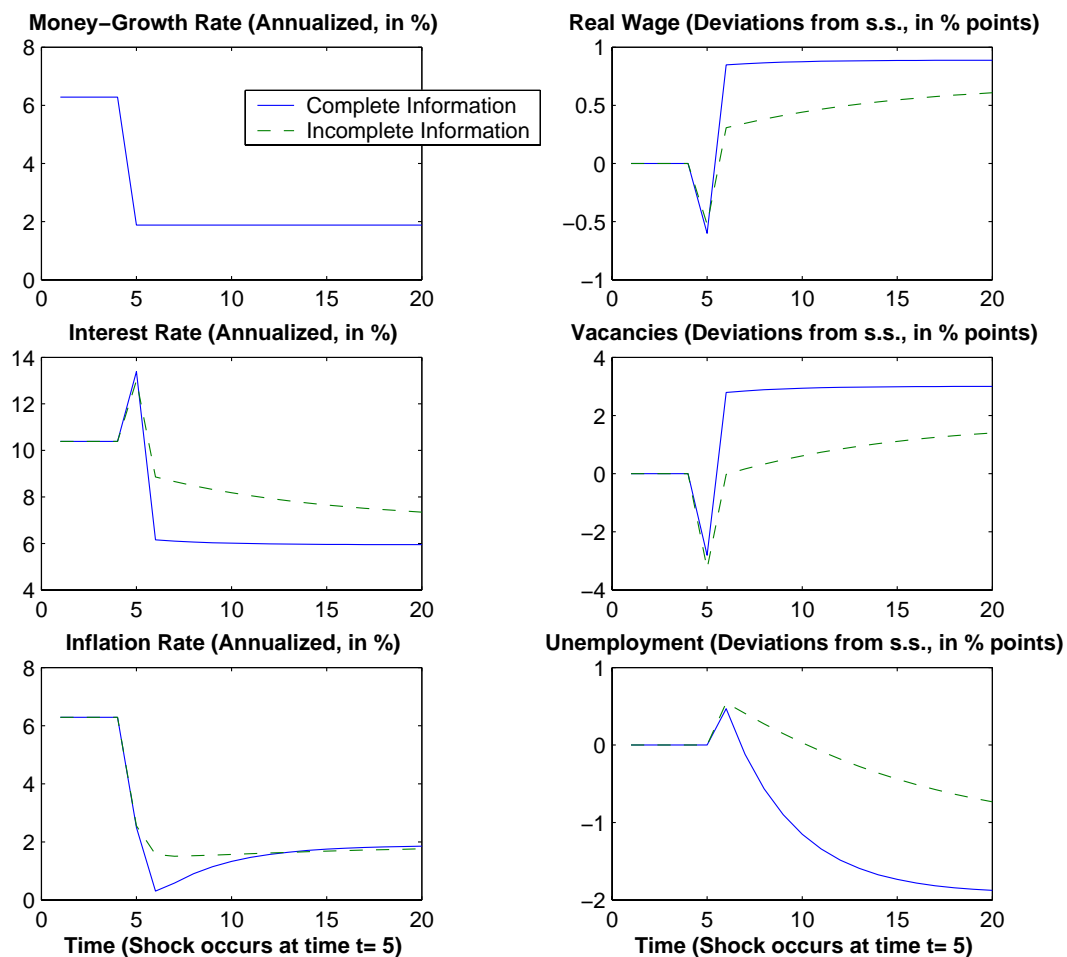 Money−Growth Rate (Annualized, in %)
8
6
4
2
0
0 5 10 15 20
Complete Information
Incomplete Information
Real Wage (Deviations from s.s., in % points)
1
0.5
0
−0.5
−1
0 5 10 15 20
Interest Rate (Annualized, in %)
14
12
10
8
6
4
0 5 10 15 20
Vacancies (Deviations from s.s., in % points)
4
2
0
−2
−4
0 5 10 15 20
Inflation Rate (Annualized, in %)
8
6
4
2
0
0 5 10 15 20
Time (Shock occurs at time t= 5)
Unemployment (Deviations from s.s., in % points)
1
0
−1
−2
0 5 10 15 20
Time (Shock occurs at time t= 5)